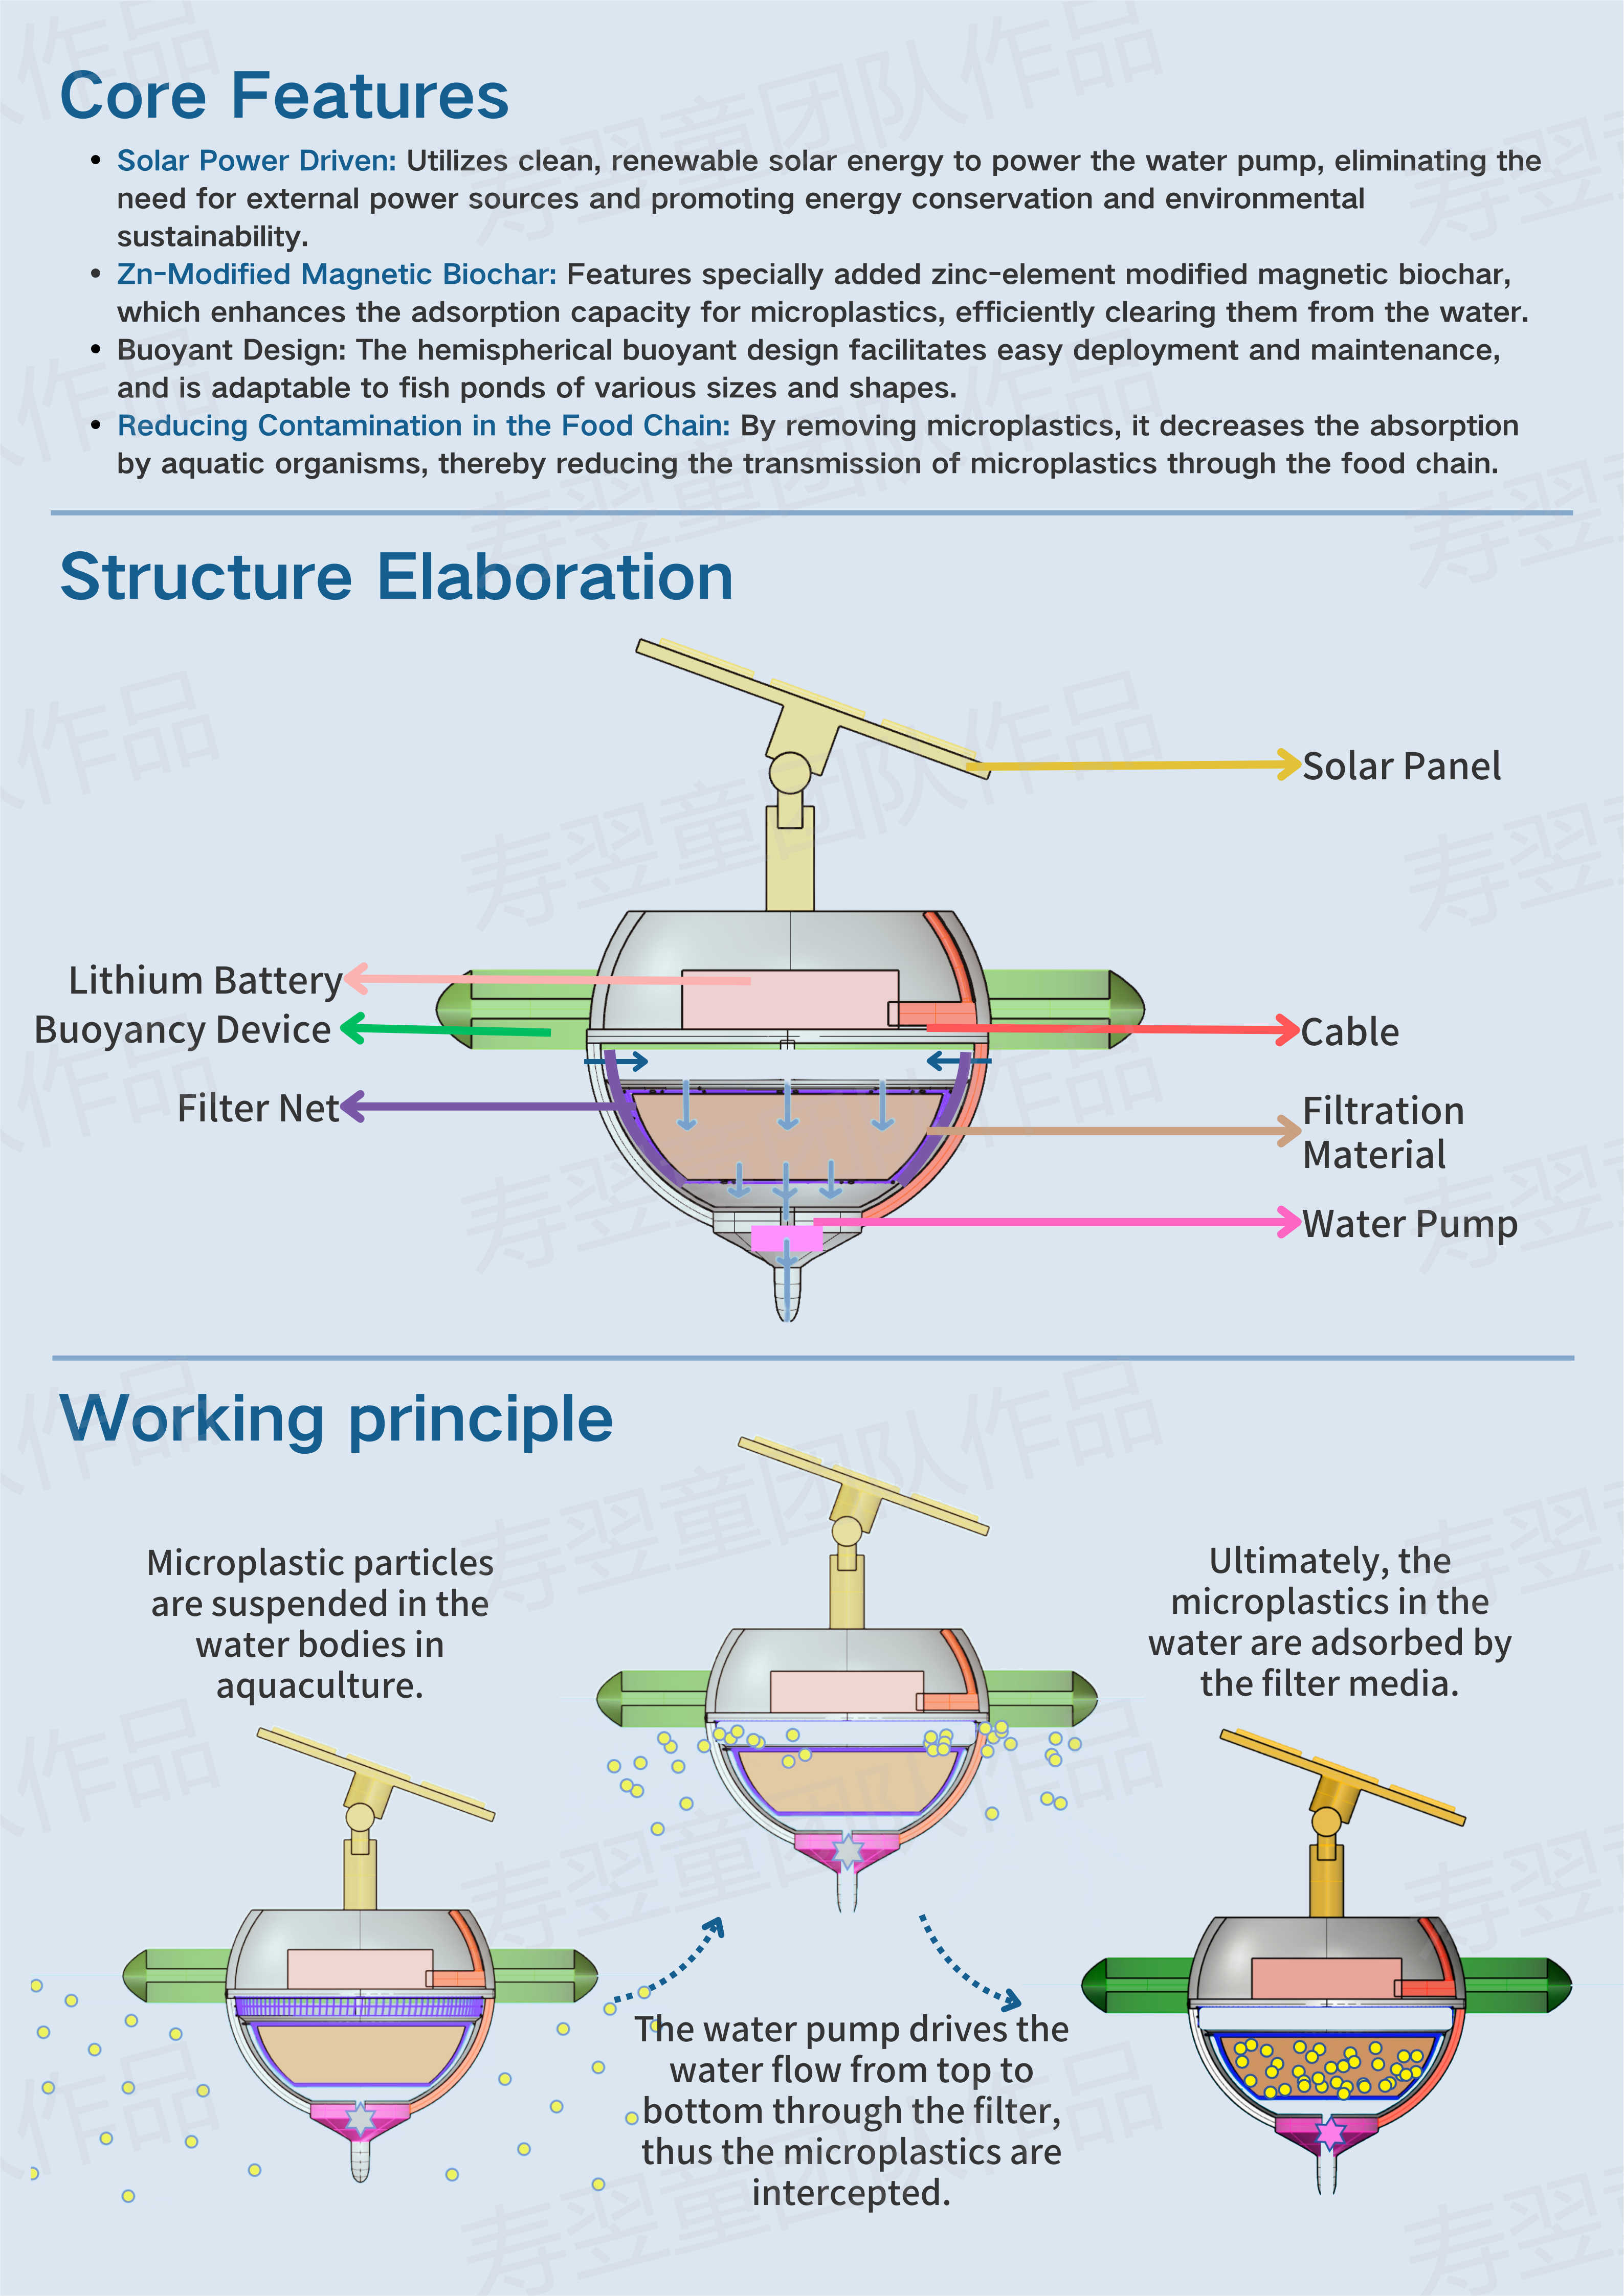 Core Features
• Solar Power Driven: Utilizes clean, renewable solar energy to power the water pump, eliminating the
need for external power sources and promoting energy conservation and environmental
sustainability.
• Zn-Modified Magnetic Biochar: Features specially added zinc-element modified magnetic biochar,
which enhances the adsorption capacity for microplastics, efficiently clearing them from the water.
• Buoyant Design: The hemispherical buoyant design facilitates easy deployment and maintenance,
and is adaptable to fish ponds of various sizes and shapes.
• Reducing Contamination in the Food Chain: By removing microplastics, it decreases the absorption
by aquatic organisms, thereby reducing the transmission of microplastics through the food chain.
Structure Elaboration
Solar Panel
Lithium Battery
Buoyancy Device
Cable
Filter Net
Filtration
Material
Water Pump
Working principle
Microplastic particles
are suspended in the
water bodies in
aquaculture.
Ultimately, the
microplastics in the
water are adsorbed by
the filter media.
The water pump drives the
water flow from top to
bottom through the filter,
thus the microplastics are
intercepted.
寿翌童团队作品